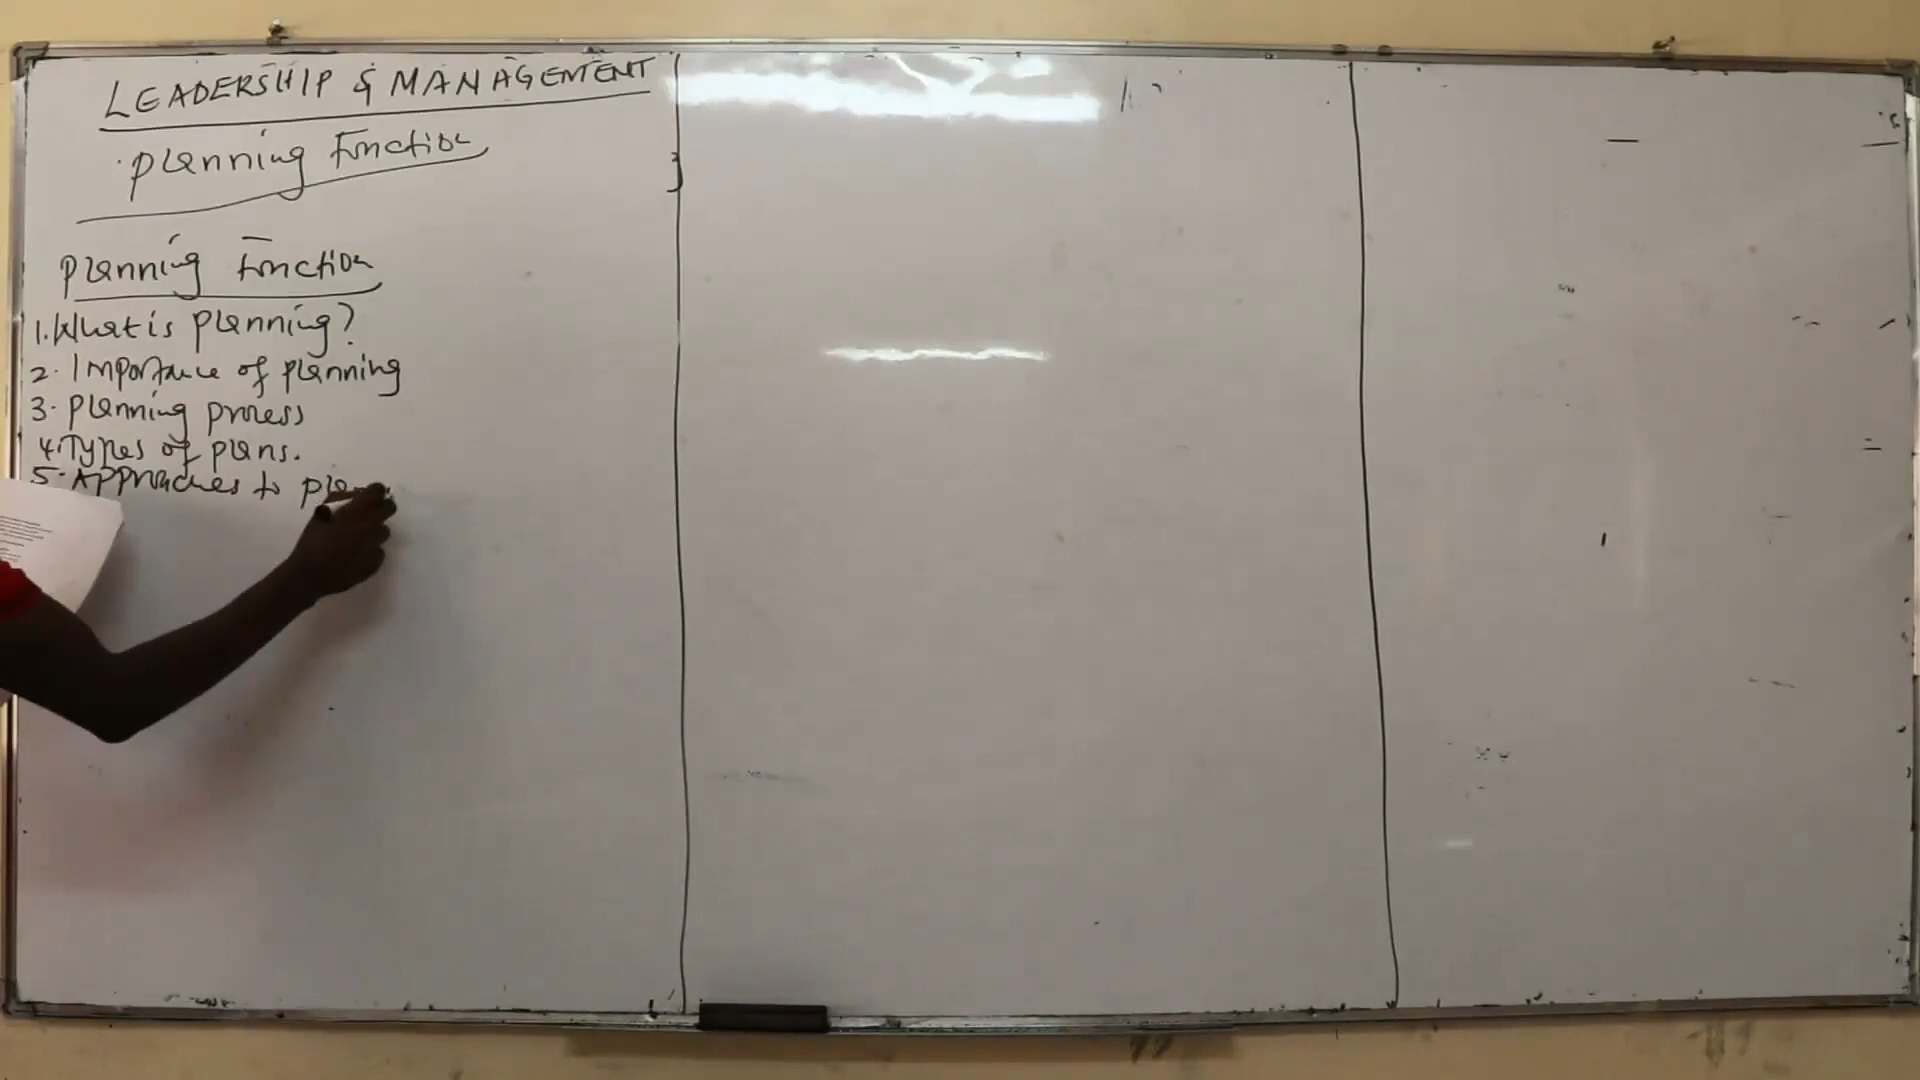 LEADERSHIP & MANAGEMENT
Planning Function
Planning Function
1. What is planning?
2. Importance of planning
3. Planning process
4. Types of plans.
5. Approaches to